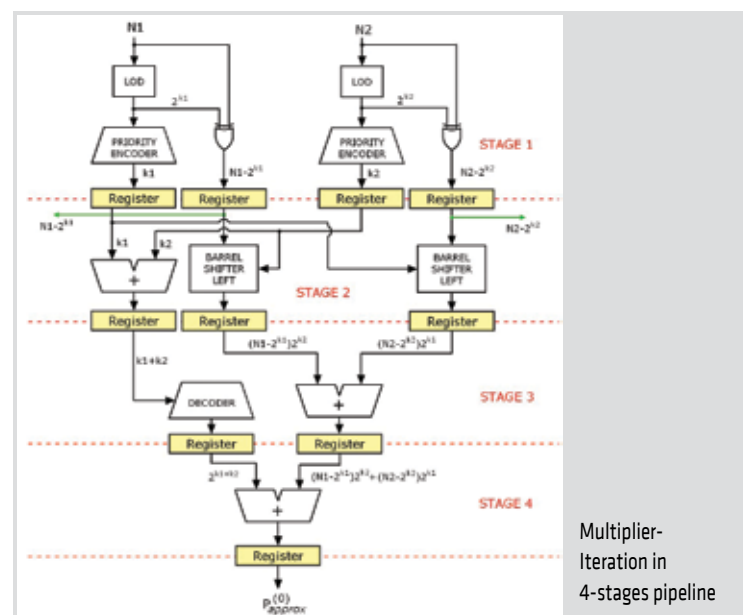 N1 N2
LOD LOD
2^k1 2^k2
PRIORITY ENCODER PRIORITY ENCODER
STAGE 1
k1 N1-2^k1 k2 N2-2^k2
Register Register Register Register
N1-2^k1 N2-2^k2
k1 k2
+
BARREL SHIFTER LEFT BARREL SHIFTER LEFT
STAGE 2
Register Register Register
(N1-2^k1)2^k2 (N2-2^k2)2^k1
k1+k2
DECODER +
STAGE 3
Register Register
2^k1+k2 (N1-2^k1)2^k2+(N2-2^k2)2^k1
+
STAGE 4
Register
P_approx^(0)
Multiplier-
Iteration in
4-stages pipeline